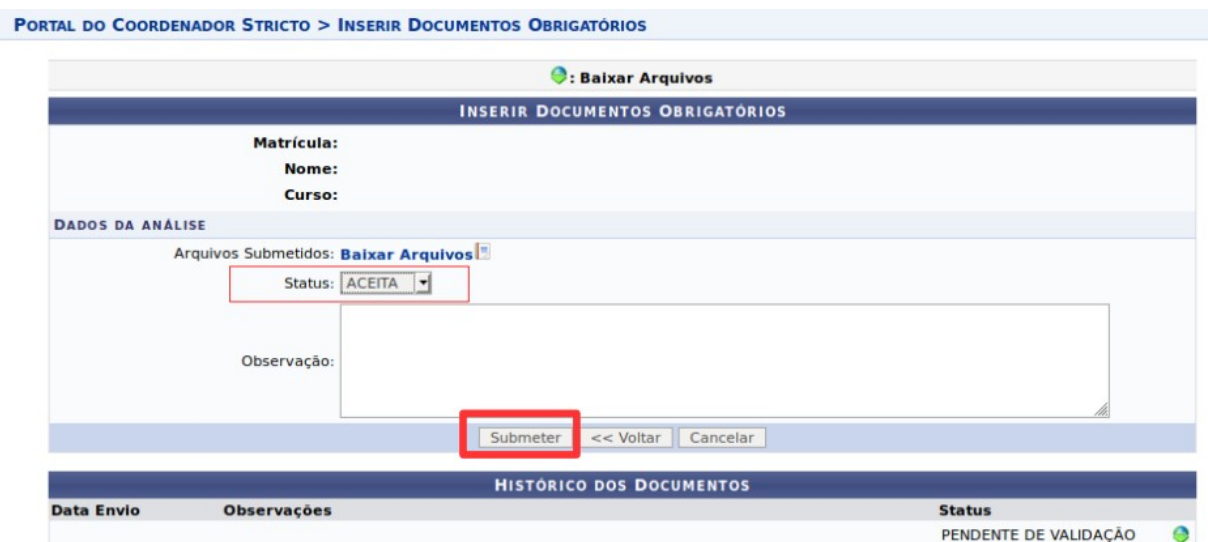 PORTAL DO COORDENADOR STRICTO > INSERIR DOCUMENTOS OBRIGATÓRIOS
: Baixar Arquivos
INSERIR DOCUMENTOS OBRIGATÓRIOS
Matrícula:
Nome:
Curso:
DADOS DA ANÁLISE
Arquivos Submetidos: Baixar Arquivos
Status: ACEITA
Observação:
Submeter << Voltar Cancelar
HISTÓRICO DOS DOCUMENTOS
Data Envio Observações Status
PENDENTE DE VALIDAÇÃO